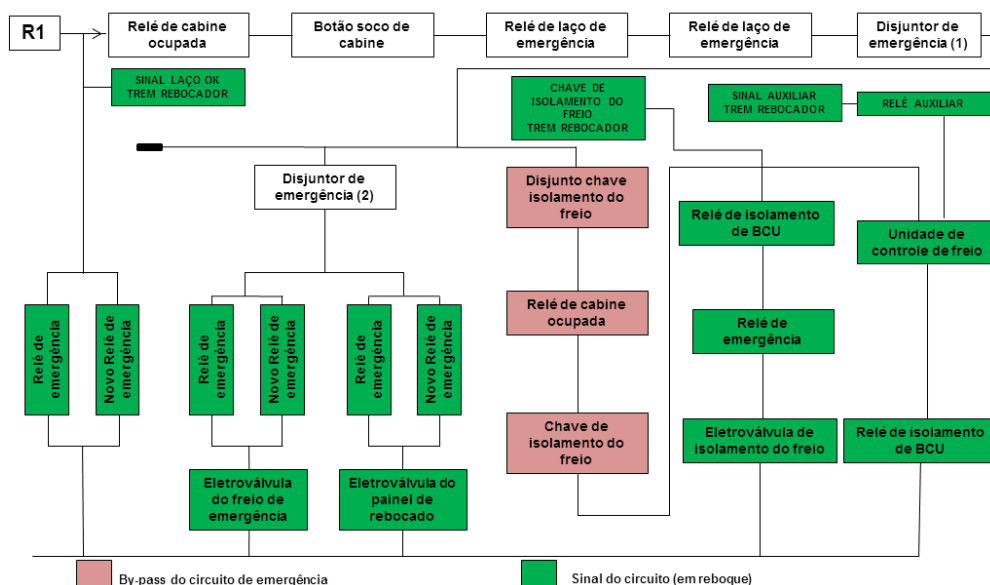 R1
Relé de cabine
ocupada
Botão soco de
cabine
Relé de laço de
emergência
Relé de laço de
emergência
Disjuntor de
emergência (1)
SINAL LAÇO OK
TREM REBOCADOR
CHAVE DE
ISOLAMENTO DO
FREIO
TREM REBOCADOR
SINAL AUXILIAR
TREM REBOCADOR
RELÊ AUXILIAR
Disjuntor de
emergência (2)
Disjunto chave
isolamento do
freio
Relé de isolamento
de BCU
Unidade de
controle de freio
Relé de
emergência
Novo Relé de
emergência
Relé de
emergência
Novo Relé de
emergência
Relé de
emergência
Novo Relé de
emergência
Relé de cabine
ocupada
Relé de
emergência
Chave de
isolamento do
freio
Eletroválvula de
isolamento do freio
Relé de isolamento
de BCU
Eletroválvula
do freio de
emergência
Eletroválvula do
painel de
rebocado
By-pass do circuito de emergência
Sinal do circuito (em reboque)